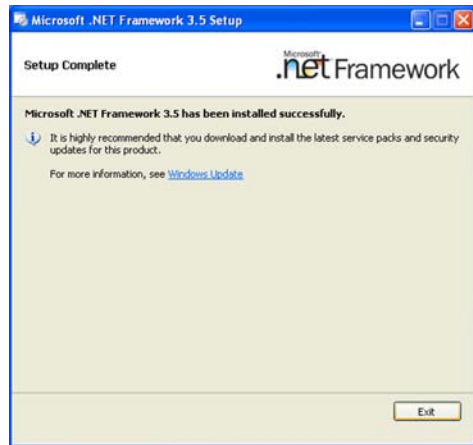 Microsoft .NET Framework 3.5 Setup
Setup Complete
Microsoft
.net Framework
Microsoft .NET Framework 3.5 has been installed successfully.
It is highly recommended that you download and install the latest service packs and security
updates for this product.
For more information, see Windows Update
Exit